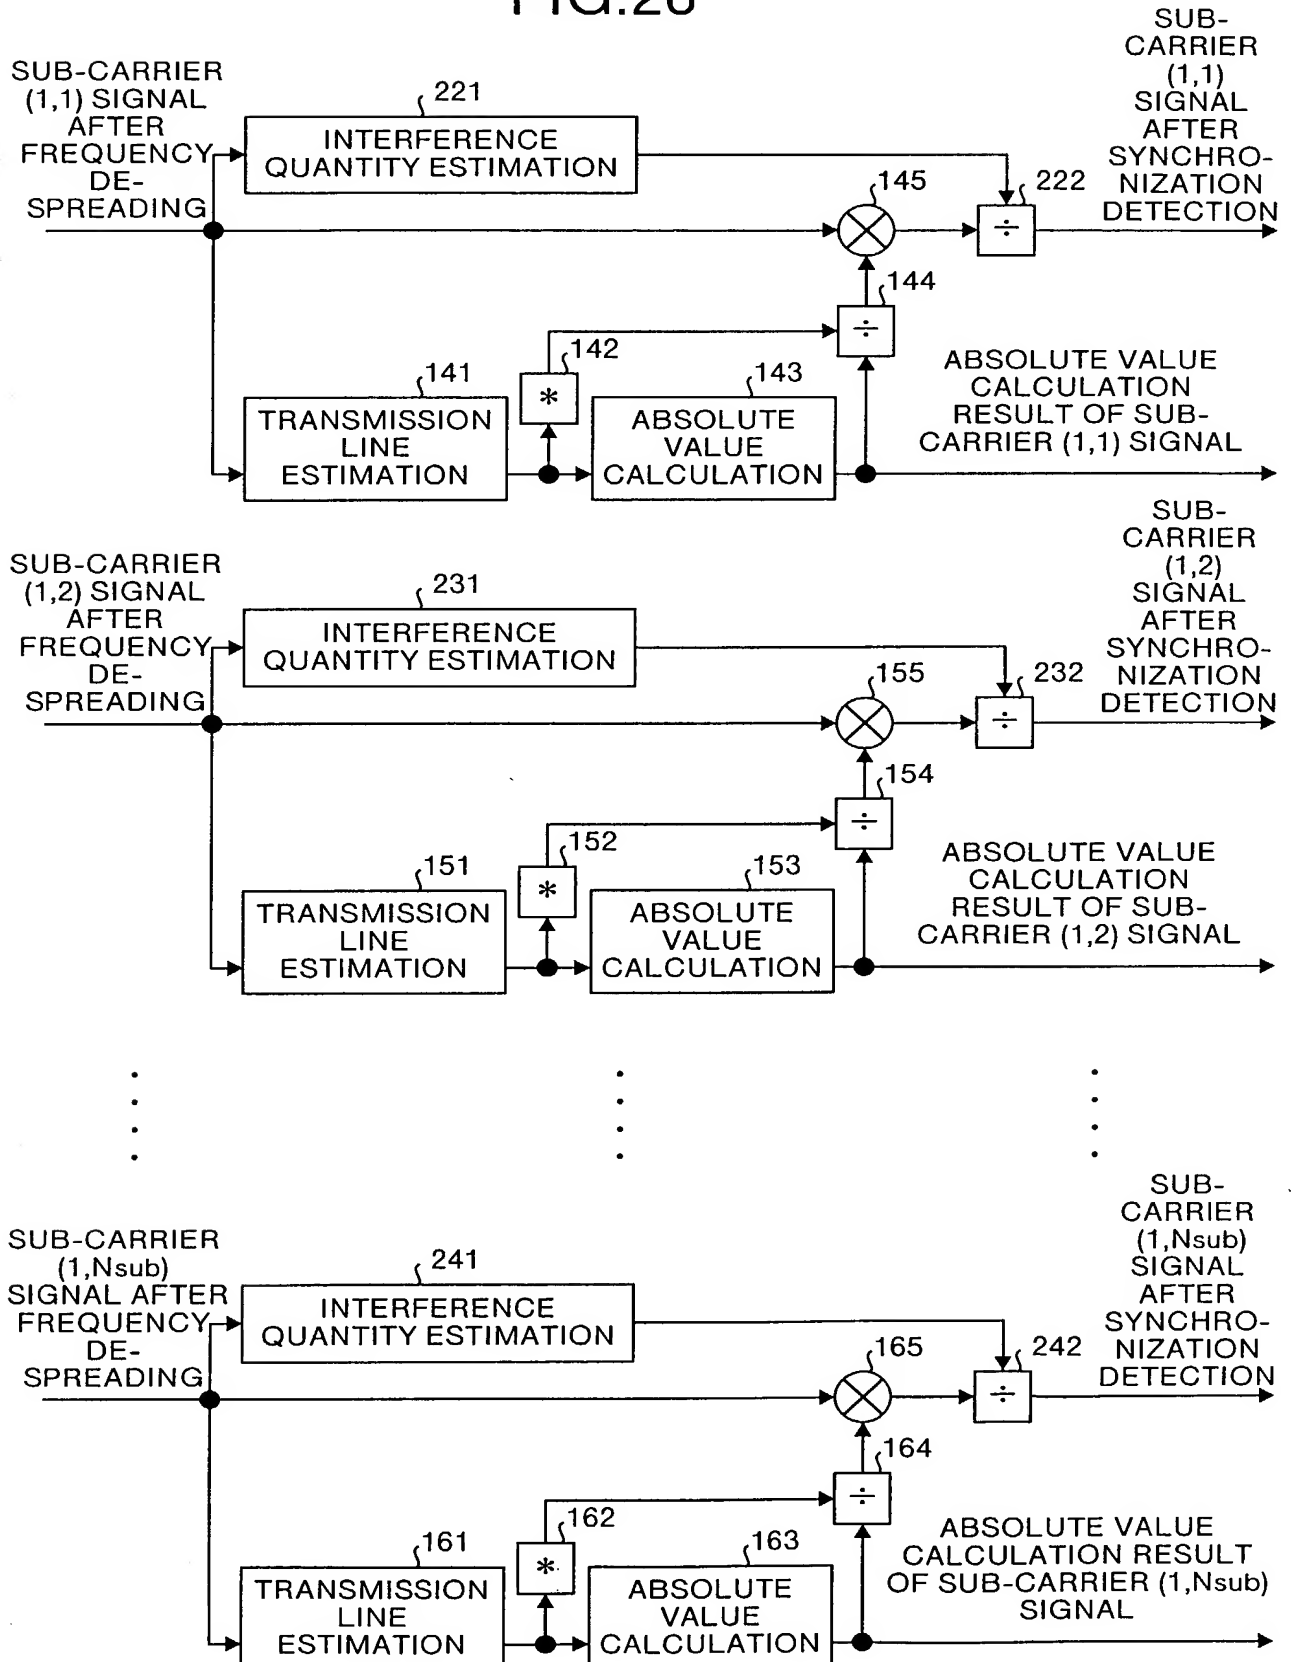 FIG.26
SUB-CARRIER
(1,1) SIGNAL
AFTER
FREQUENCY
DE-
SPREADING
221
INTERFERENCE
QUANTITY ESTIMATION
145
222
÷
SUB-
CARRIER
(1,1)
SIGNAL
AFTER
SYNCHRO-
NIZATION
DETECTION
144
÷
142
*
141
TRANSMISSION
LINE
ESTIMATION
143
ABSOLUTE
VALUE
CALCULATION
ABSOLUTE VALUE
CALCULATION
RESULT OF SUB-
CARRIER (1,1) SIGNAL
SUB-CARRIER
(1,2) SIGNAL
AFTER
FREQUENCY
DE-
SPREADING
231
INTERFERENCE
QUANTITY ESTIMATION
155
232
÷
SUB-
CARRIER
(1,2)
SIGNAL
AFTER
SYNCHRO-
NIZATION
DETECTION
154
÷
152
*
151
TRANSMISSION
LINE
ESTIMATION
153
ABSOLUTE
VALUE
CALCULATION
ABSOLUTE VALUE
CALCULATION
RESULT OF SUB-
CARRIER (1,2) SIGNAL
SUB-CARRIER
(1,Nsub)
SIGNAL AFTER
FREQUENCY
DE-
SPREADING
241
INTERFERENCE
QUANTITY ESTIMATION
165
242
÷
SUB-
CARRIER
(1,Nsub)
SIGNAL
AFTER
SYNCHRO-
NIZATION
DETECTION
164
÷
162
*
161
TRANSMISSION
LINE
ESTIMATION
163
ABSOLUTE
VALUE
CALCULATION
ABSOLUTE VALUE
CALCULATION RESULT
OF SUB-CARRIER (1,Nsub)
SIGNAL